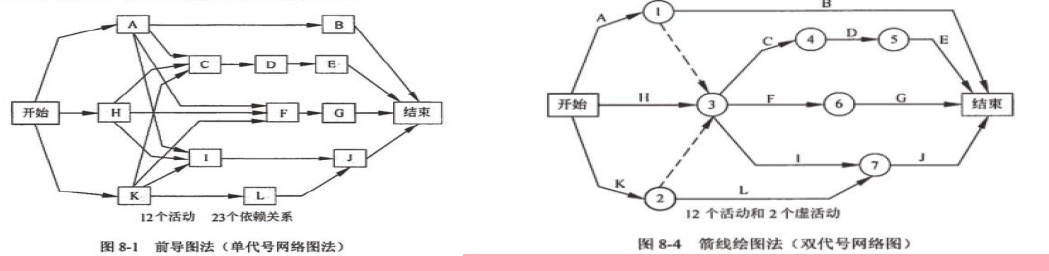 A
B
C
D
E
开始
H
F
G
结束
I
J
K
L
12个活动 23个依赖关系
图 8-1 前导图法（单代号网络图法）
A
1
B
C
4
D
5
E
开始
H
3
F
6
G
结束
I
7
J
K
2
L
12 个活动和 2 个虚活动
图 8-4 箭线绘图法（双代号网络图）